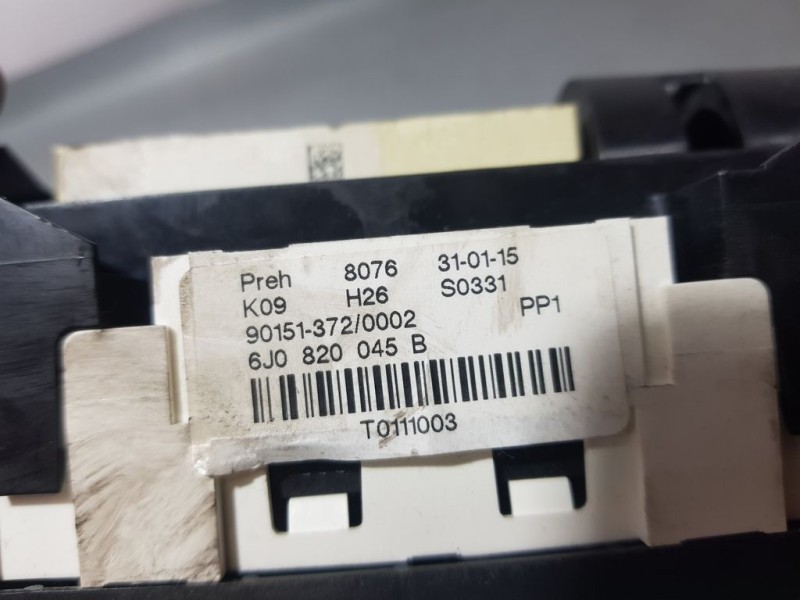 Preh 8076 31-01-15
K09 H26 S0331
90151-372/0002 PP1
6J0 820 045 B
T0111003